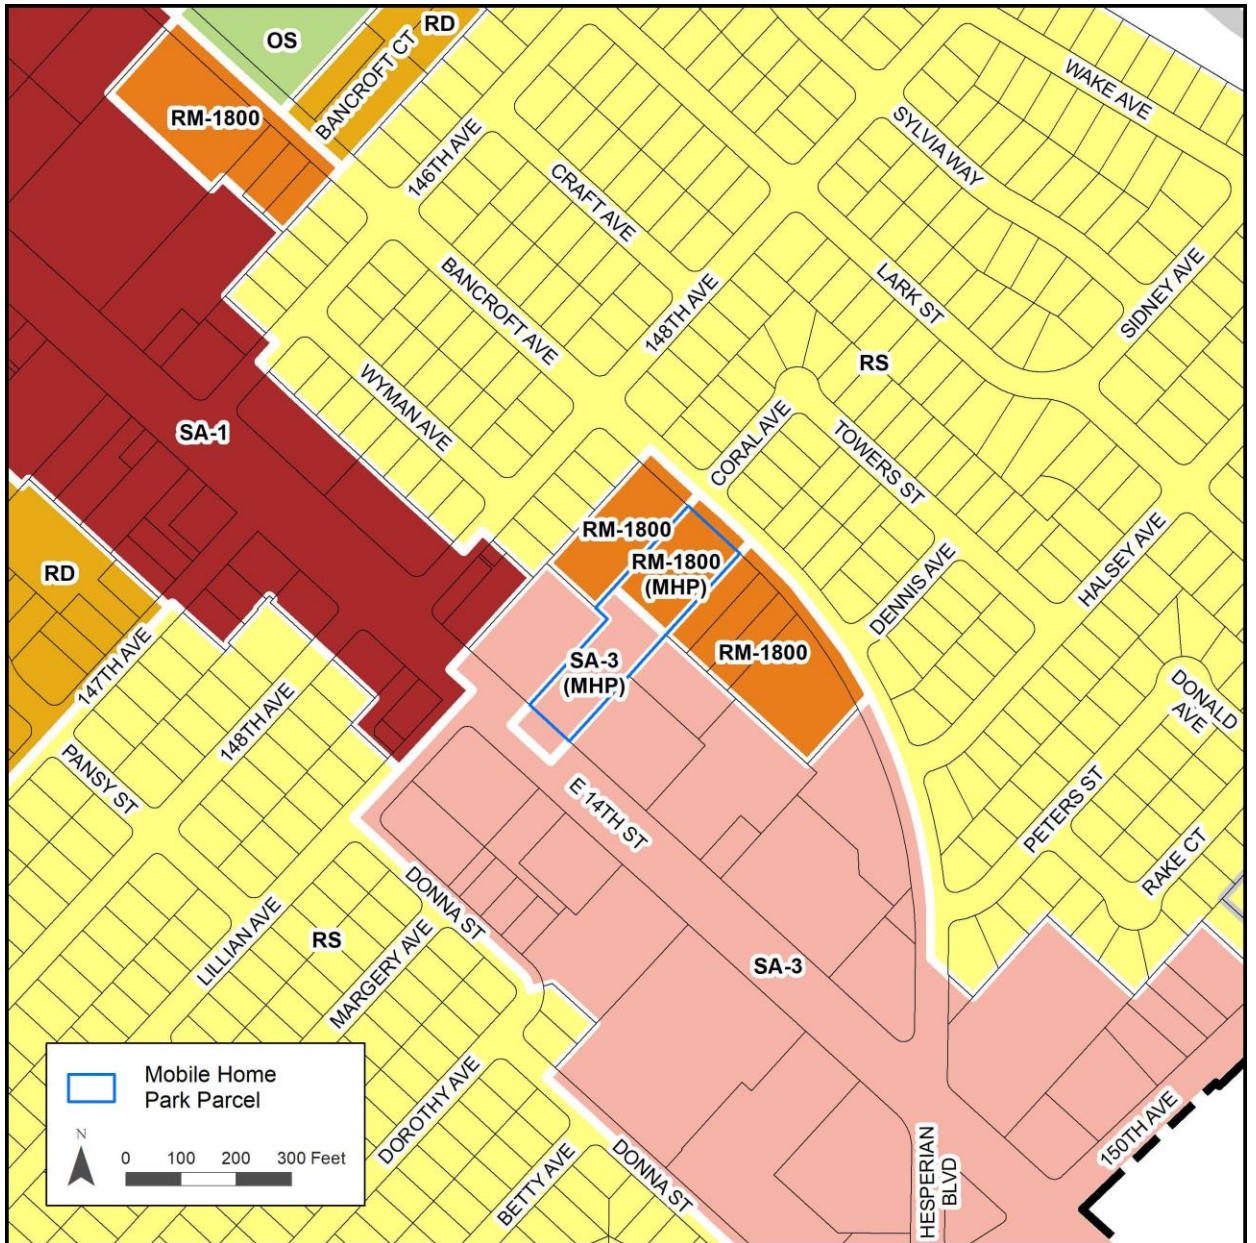 OS
RD
BANCROFT CT
RM-1800
WAKE AVE
SYLVIA WAY
146TH AVE
CRAFT AVE
BANCROFT AVE
148TH AVE
LARK ST
SIDNEY AVE
RS
WYMAN AVE
SA-1
CORAL AVE
TOWERS ST
RM-1800
RM-1800
(MHP)
HALSEY AVE
DENNIS AVE
RD
147TH AVE
RM-1800
SA-3
(MHP)
148TH AVE
DONALD
AVE
PANSY ST
E 14TH ST
PETERS ST
RAKE CT
DONNA ST
LILLIAN AVE
RS
MARGERY AVE
SA-3
Mobile Home
Park Parcel
N
0 100 200 300 Feet
DOROTHY AVE
BETTY AVE
DONNA ST
HESPERIAN
BLVD
150TH AVE